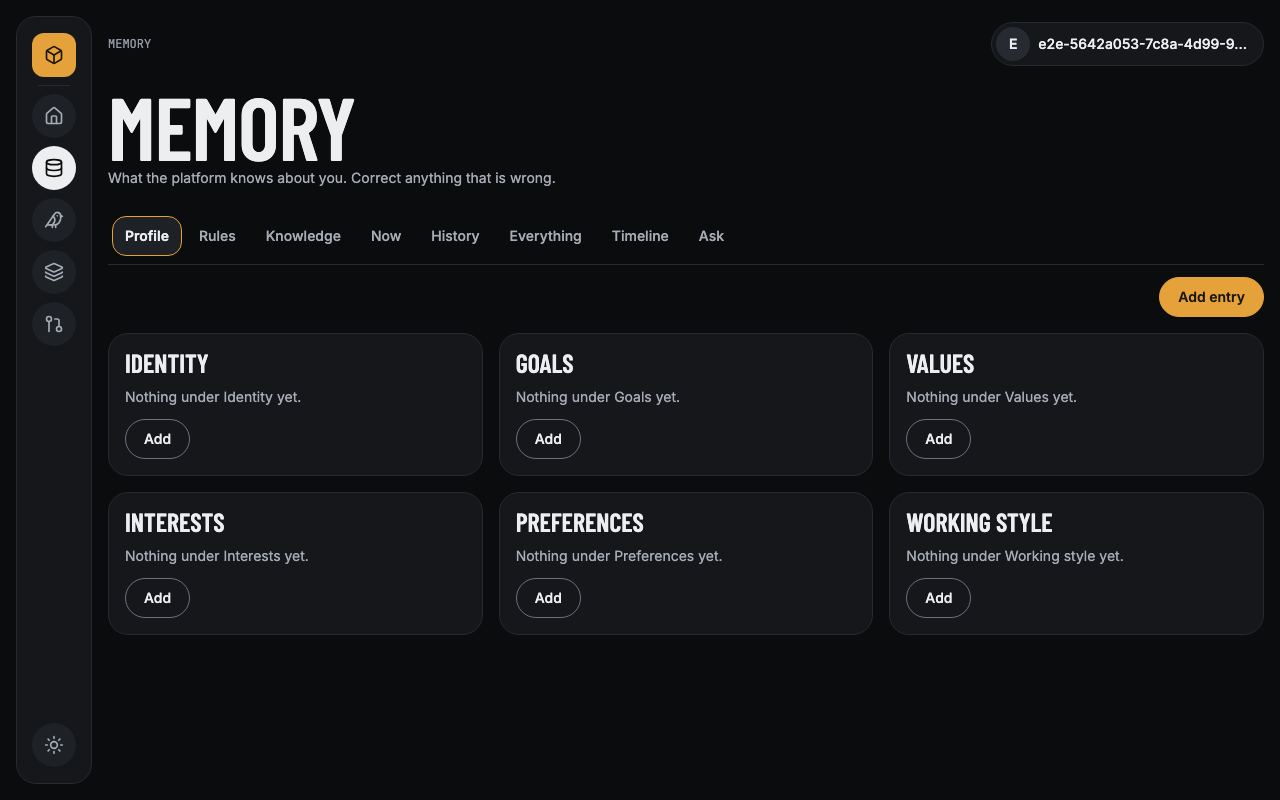 MEMORY
E e2e-5642a053-7c8a-4d99-9...
MEMORY
What the platform knows about you. Correct anything that is wrong.
Profile Rules Knowledge Now History Everything Timeline Ask
Add entry
IDENTITY
Nothing under Identity yet.
Add
GOALS
Nothing under Goals yet.
Add
VALUES
Nothing under Values yet.
Add
INTERESTS
Nothing under Interests yet.
Add
PREFERENCES
Nothing under Preferences yet.
Add
WORKING STYLE
Nothing under Working style yet.
Add